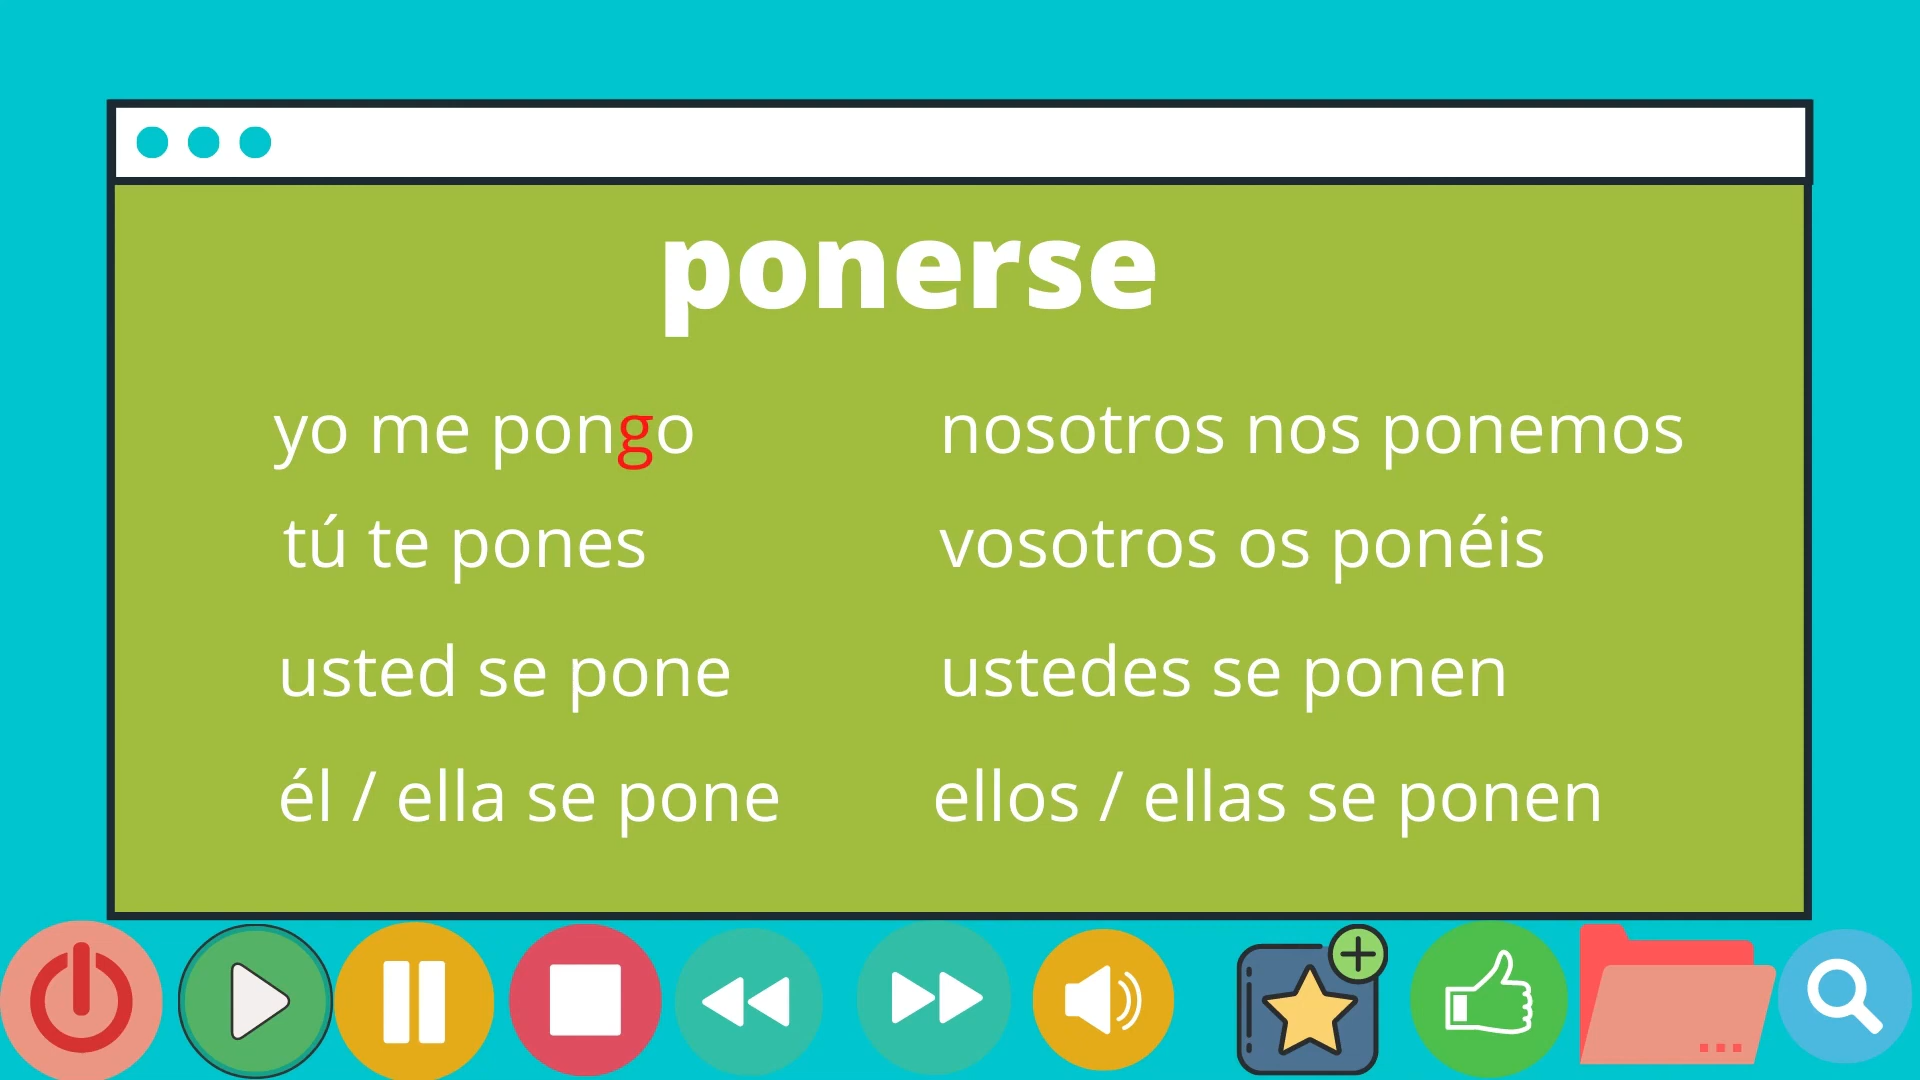 ponerse
yo me pongo
tú te pones
usted se pone
él / ella se pone
nosotros nos ponemos
vosotros os ponéis
ustedes se ponen
ellos / ellas se ponen